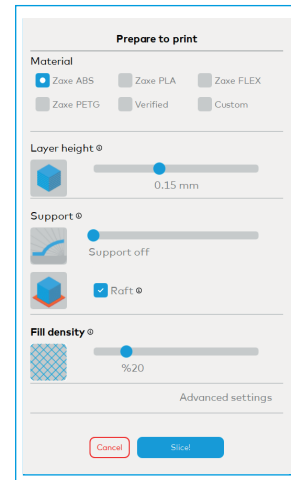 Prepare to print
Material
Zaxe ABS Zaxe PLA Zaxe FLEX
Zaxe PETG Verified Custom
Layer height
0.15 mm
Support
Support off
Raft
Fill density
%20
Advanced settings
Cancel Slice!